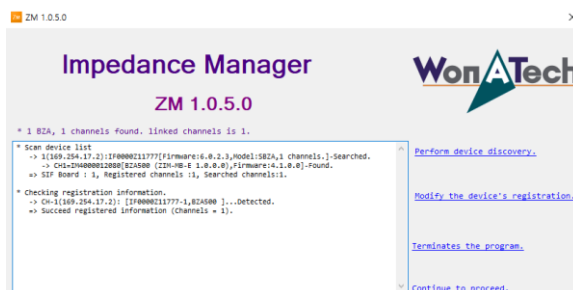 ZM 1.0.5.0
Impedance Manager
WonATech
ZM 1.0.5.0
* 1 BZA, 1 channels found. linked channels is 1.
* Scan device list
-> 1(169.254.17.2):IF0000Z11777[Firmware:6.0.2.3,Model:SBZA,1 channels.]-Searched.
-> CH1=IM4000012080[BZA500 (ZIM-MB-E 1.0.0.0),Firmware:4.1.0.0]-Found.
=> SIF Board : 1, Registered channels :1, Searched channels:1.
* Checking registration information.
-> CH-1(169.254.17.2): [IF0000Z11777-1,BZA500 ]...Detected.
=> Succeed registered information (Channels = 1).
Perform device discovery.
Modify the device's registration.
Terminates the program.
Continue to proceed.